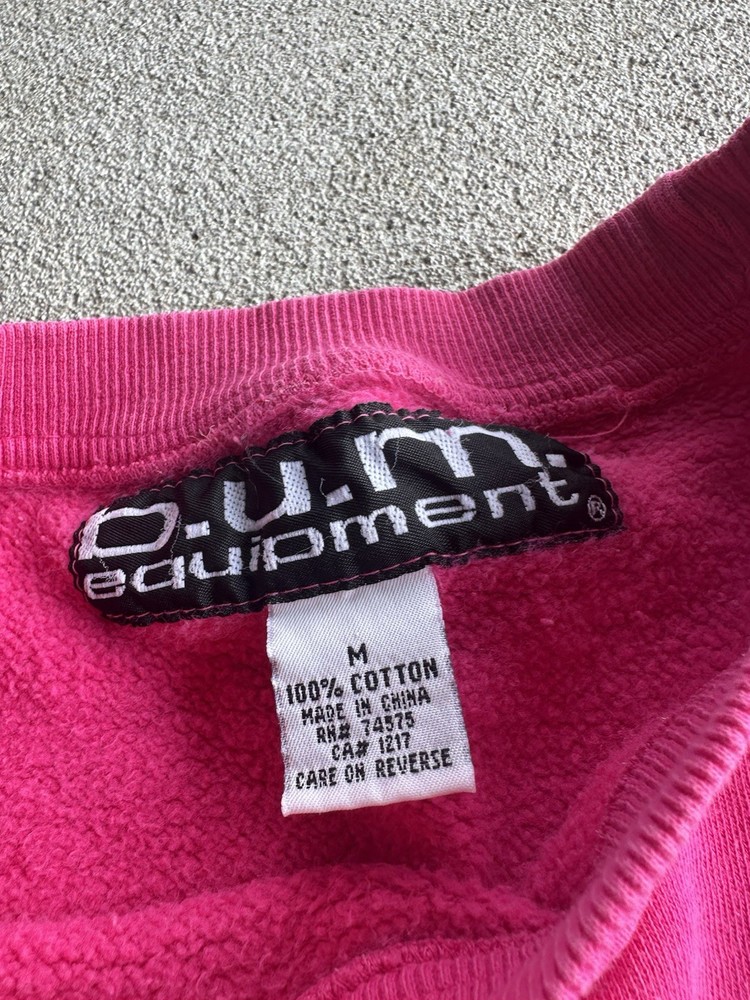 b.u.m.
equipment®
M
100% COTTON
MADE IN CHINA
RN# 74575
CA# 1217
CARE ON REVERSE